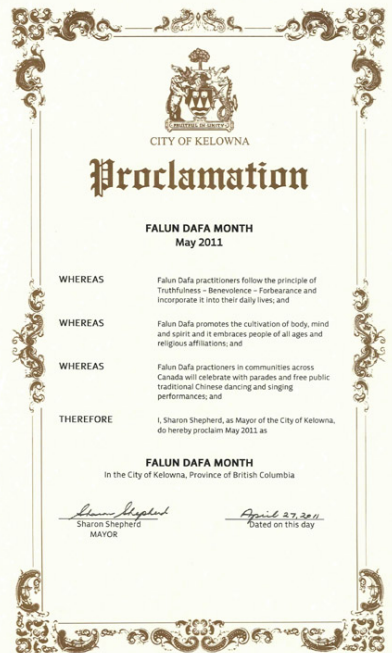 FRUITFUL IN UNITY
CITY OF KELOWNA
Proclamation
FALUN DAFA MONTH
May 2011
WHEREAS
Falun Dafa practitioners follow the principle of
Truthfulness – Benevolence – Forbearance and
incorporate it into their daily lives; and
WHEREAS
Falun Dafa promotes the cultivation of body, mind
and spirit and it embraces people of all ages and
religious affiliations; and
WHEREAS
Falun Dafa practioners in communities across
Canada will celebrate with parades and free public
traditional Chinese dancing and singing
performances; and
THEREFORE
I, Sharon Shepherd, as Mayor of the City of Kelowna,
do hereby proclaim May 2011 as
FALUN DAFA MONTH
In the City of Kelowna, Province of British Columbia
Sharon Shepherd
April 27, 2011
Sharon Shepherd
Dated on this day
MAYOR